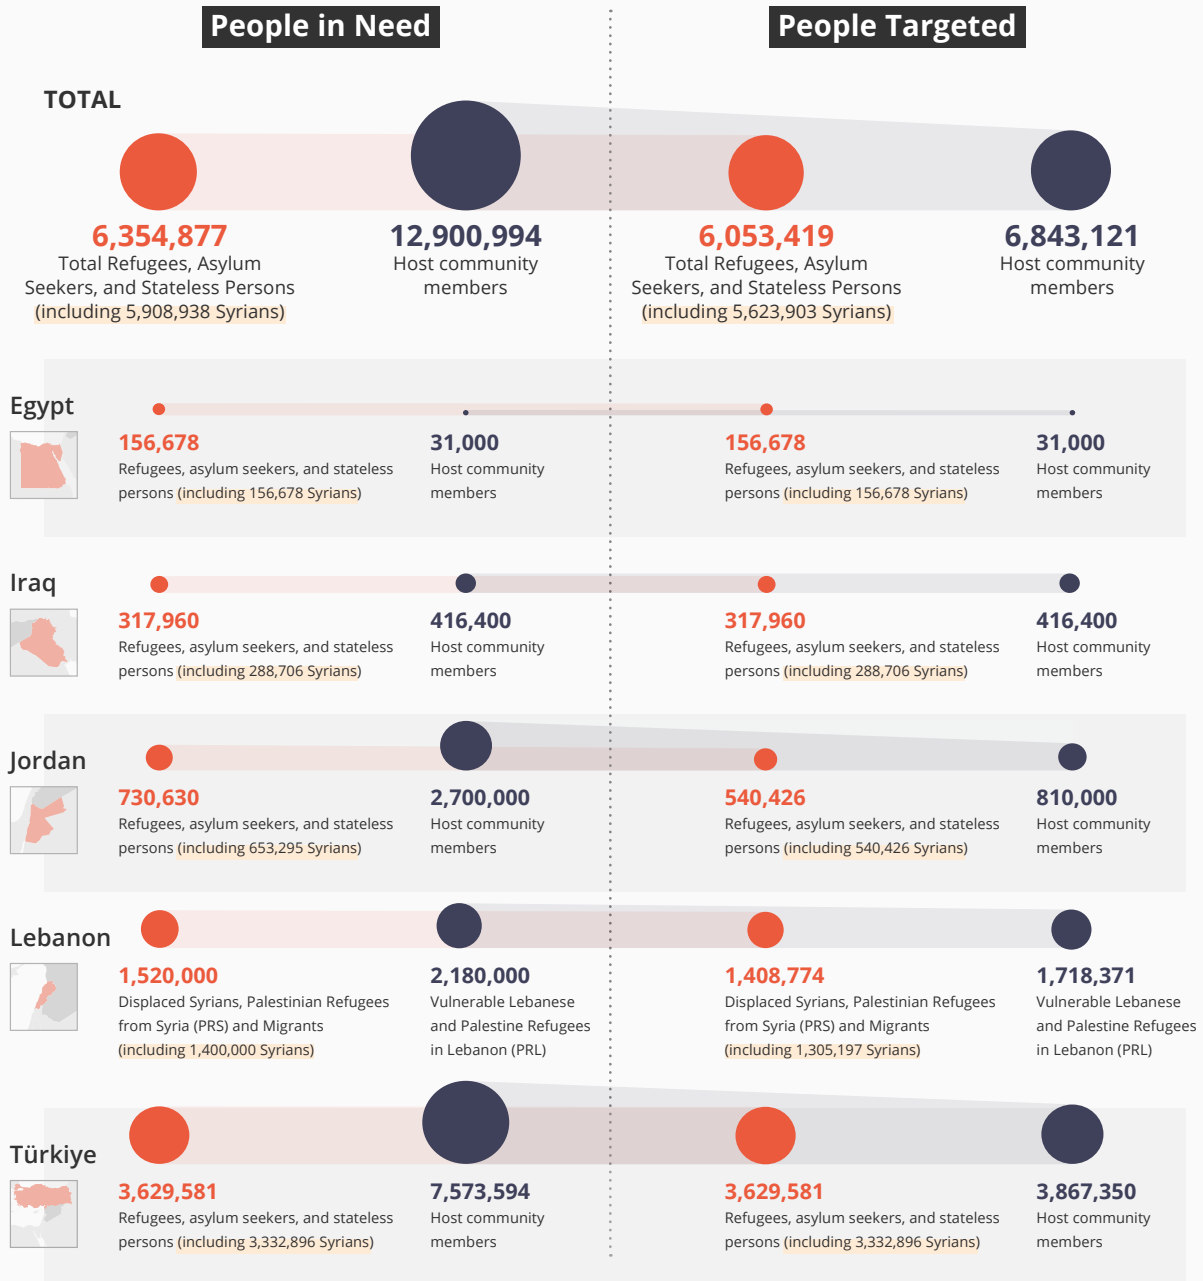 People in Need
People Targeted
TOTAL
6,354,877
Total Refugees, Asylum
Seekers, and Stateless Persons
(including 5,908,938 Syrians)
12,900,994
Host community
members
6,053,419
Total Refugees, Asylum
Seekers, and Stateless Persons
(including 5,623,903 Syrians)
6,843,121
Host community
members
Egypt
156,678
Refugees, asylum seekers, and stateless
persons (including 156,678 Syrians)
31,000
Host community
members
156,678
Refugees, asylum seekers, and stateless
persons (including 156,678 Syrians)
31,000
Host community
members
Iraq
317,960
Refugees, asylum seekers, and stateless
persons (including 288,706 Syrians)
416,400
Host community
members
317,960
Refugees, asylum seekers, and stateless
persons (including 288,706 Syrians)
416,400
Host community
members
Jordan
730,630
Refugees, asylum seekers, and stateless
persons (including 653,295 Syrians)
2,700,000
Host community
members
540,426
Refugees, asylum seekers, and stateless
persons (including 540,426 Syrians)
810,000
Host community
members
Lebanon
1,520,000
Displaced Syrians, Palestinian Refugees
from Syria (PRS) and Migrants
(including 1,400,000 Syrians)
2,180,000
Vulnerable Lebanese
and Palestine Refugees
in Lebanon (PRL)
1,408,774
Displaced Syrians, Palestinian Refugees
from Syria (PRS) and Migrants
(including 1,305,197 Syrians)
1,718,371
Vulnerable Lebanese
and Palestine Refugees
in Lebanon (PRL)
Türkiye
3,629,581
Refugees, asylum seekers, and stateless
persons (including 3,332,896 Syrians)
7,573,594
Host community
members
3,629,581
Refugees, asylum seekers, and stateless
persons (including 3,332,896 Syrians)
3,867,350
Host community
members